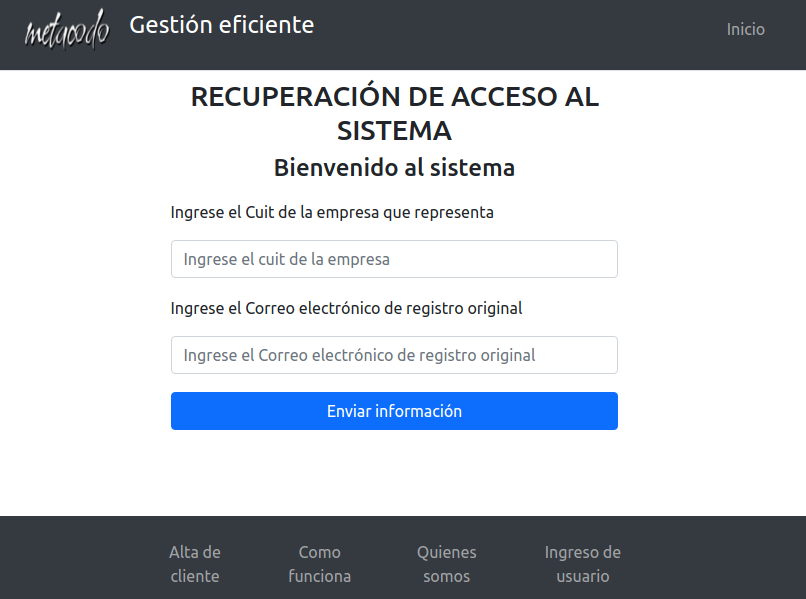 metacodo Gestión eficiente Inicio
RECUPERACIÓN DE ACCESO AL
SISTEMA
Bienvenido al sistema
Ingrese el Cuit de la empresa que representa
Ingrese el cuit de la empresa
Ingrese el Correo electrónico de registro original
Ingrese el Correo electrónico de registro original
Enviar información
Alta de cliente
Como funciona
Quienes somos
Ingreso de usuario